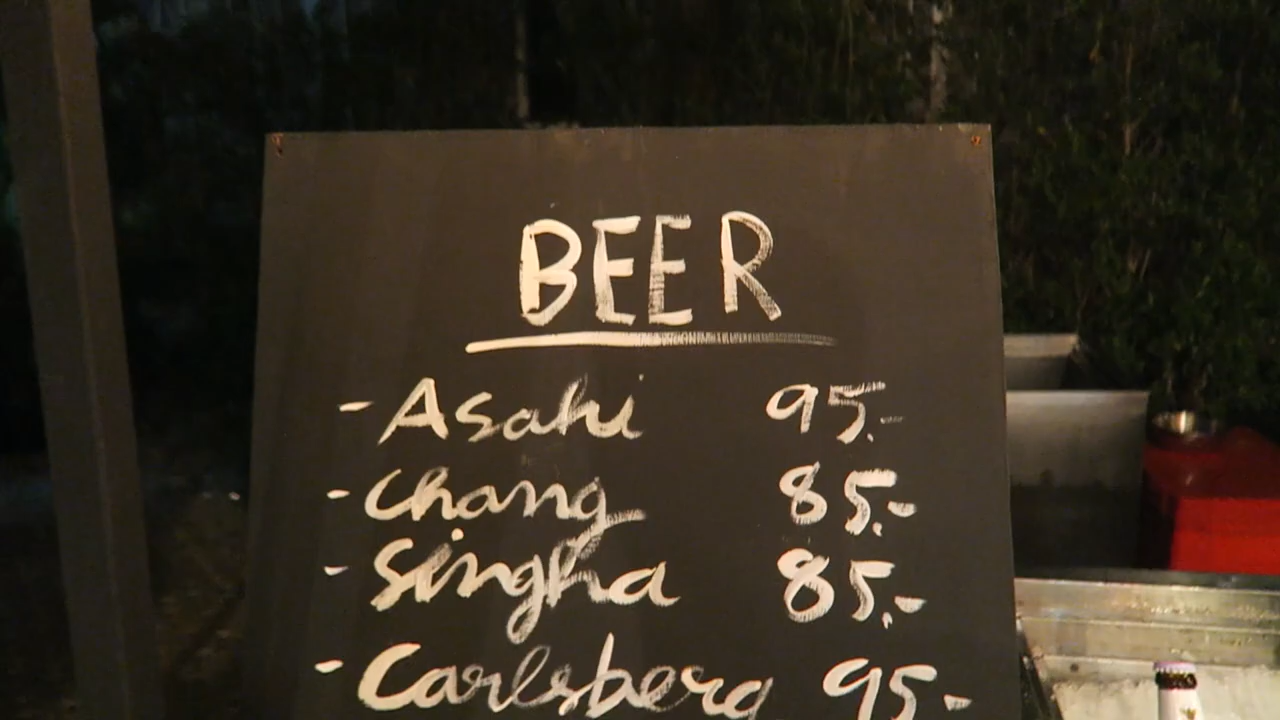 BEER
- Asahi 95.-
- Chang 85.-
- Singha 85.-
- Carlsberg 95.-